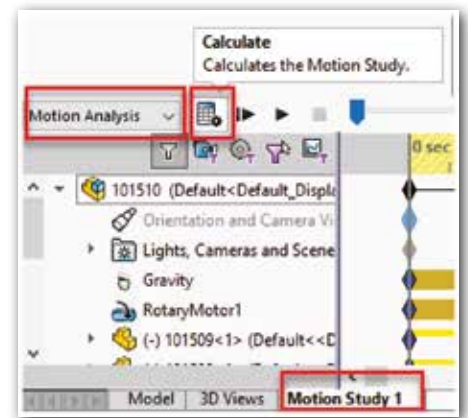 Calculate
Calculates the Motion Study.
Motion Analysis
0 sec
101510 (Default<Default_Displa
Orientation and Camera Vi
Lights, Cameras and Scene
Gravity
RotaryMotor1
(-) 101509<1> (Default<<D
Model 3D Views Motion Study 1